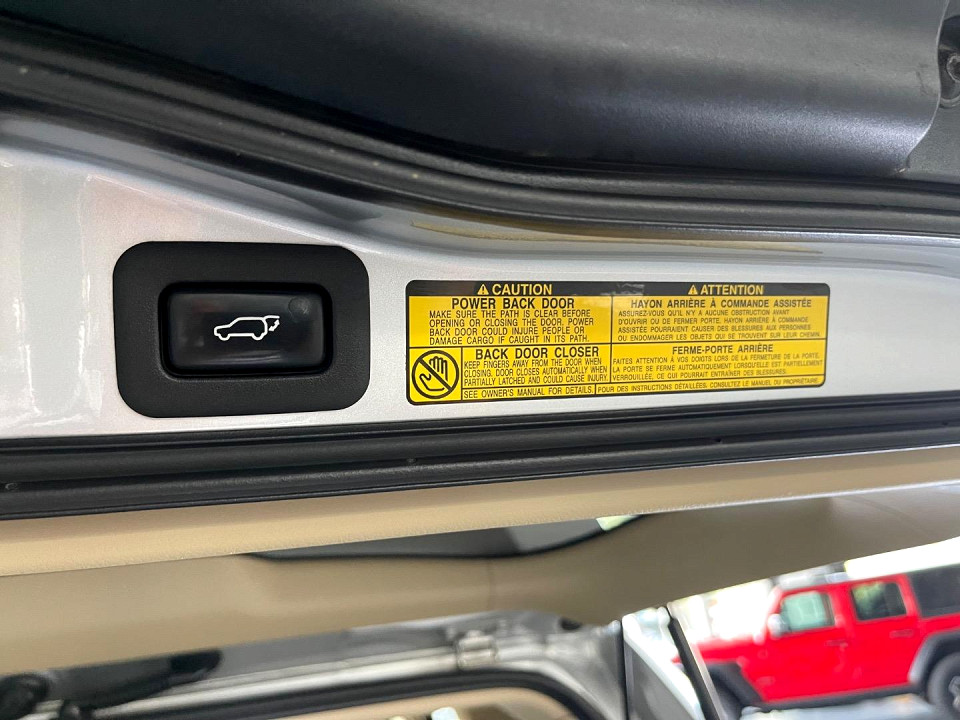 CAUTION
POWER BACK DOOR
MAKE SURE THE PATH IS CLEAR BEFORE
OPENING OR CLOSING THE DOOR. POWER
BACK DOOR COULD INJURE PEOPLE OR
DAMAGE CARGO IF CAUGHT IN ITS PATH.
BACK DOOR CLOSER
KEEP FINGERS AWAY FROM THE DOOR WHEN
CLOSING. DOOR CLOSES AUTOMATICALLY WHEN
PARTIALLY LATCHED AND COULD CAUSE INJURY
SEE OWNER'S MANUAL FOR DETAILS.
ATTENTION
HAYON ARRIÈRE À COMMANDE ASSISTÉE
ASSUREZ-VOUS QU'IL N'Y A AUCUNE OBSTRUCTION AVANT
D'OUVRIR OU DE FERMER PORTE. HAYON ARRIÈRE À COMMANDE
ASSISTÉE POURRAIENT CAUSER DES BLESSURES AUX PERSONNES
OU ENDOMMAGER LES OBJETS QUI SE TROUVENT SUR LEUR CHEMIN.
FERME-PORTE ARRIÈRE
FAITES ATTENTION À VOS DOIGTS LORS DE LA FERMETURE DE LA PORTE.
LA PORTE SE FERME AUTOMATIQUEMENT LORSQU'ELLE EST PARTIELLEMENT
VERROUILLÉE, CE QUI POURRAIT ENTRAÎNER DES BLESSURES.
POUR DES INSTRUCTIONS DÉTAILLÉES, CONSULTEZ LE MANUEL DU PROPRIÉTAIRE.